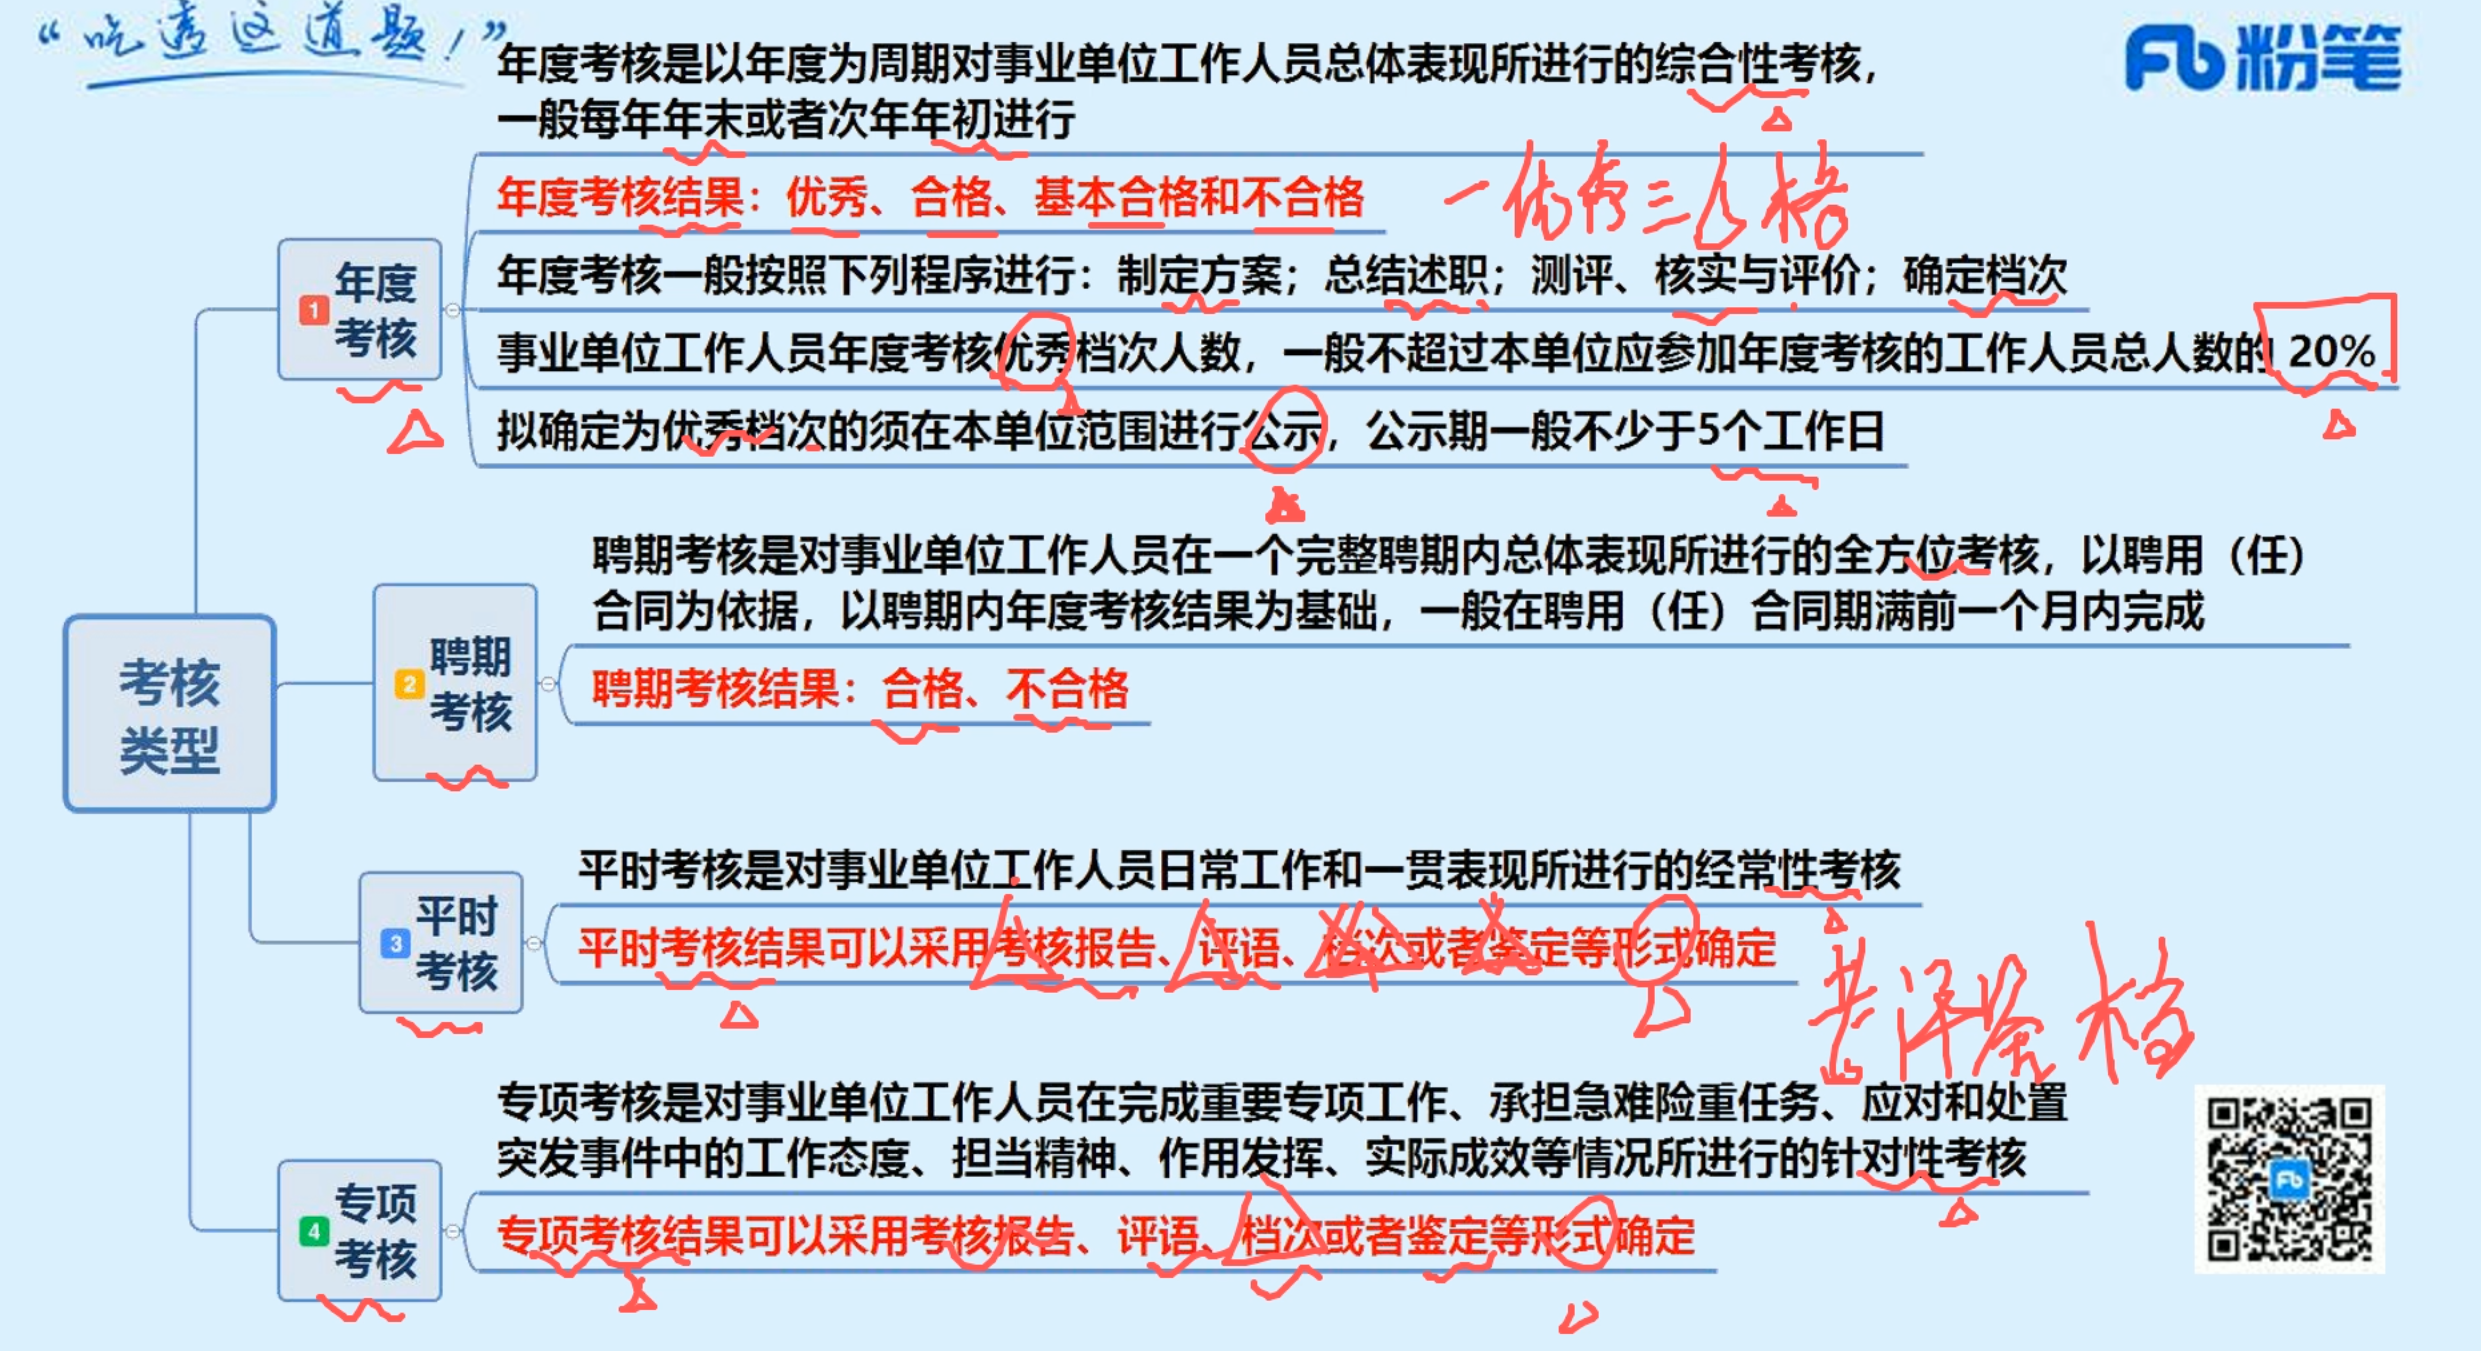 “吃透这道题！”
粉笔
年度考核是以年度为周期对事业单位工作人员总体表现所进行的综合性考核，
一般每年年末或者次年年初进行
年度考核结果：优秀、合格、基本合格和不合格
一优秀三合格
1 年度
考核
年度考核一般按照下列程序进行：制定方案；总结述职；测评、核实与评价；确定档次
事业单位工作人员年度考核优秀档次人数，一般不超过本单位应参加年度考核的工作人员总人数的 20%
拟确定为优秀档次的须在本单位范围进行公示，公示期一般不少于5个工作日
考核
类型
聘期考核是对事业单位工作人员在一个完整聘期内总体表现所进行的全方位考核，以聘用（任）
合同为依据，以聘期内年度考核结果为基础，一般在聘用（任）合同期满前一个月内完成
2 聘期
考核
聘期考核结果：合格、不合格
平时考核是对事业单位工作人员日常工作和一贯表现所进行的经常性考核
3 平时
考核
平时考核结果可以采用考核报告、评语、档次或者鉴定等形式确定
专项考核是对事业单位工作人员在完成重要专项工作、承担急难险重任务、应对和处置
突发事件中的工作态度、担当精神、作用发挥、实际成效等情况所进行的针对性考核
4 专项
考核
专项考核结果可以采用考核报告、评语、档次或者鉴定等形式确定